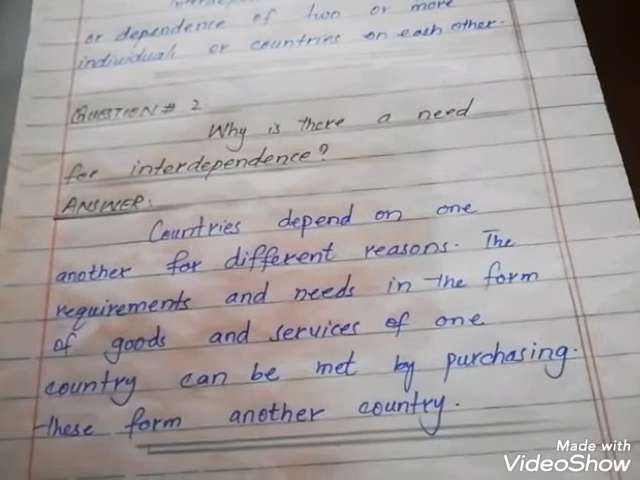 or dependence of two or more
individuals or countries on each other.
QUESTION # 2
Why is there a need
for interdependence?
ANSWER:
Countries depend on one
another for different reasons. The
requirements and needs in the form
of goods and services of one
country can be met by purchasing.
these form another country.
Made with
VideoShow